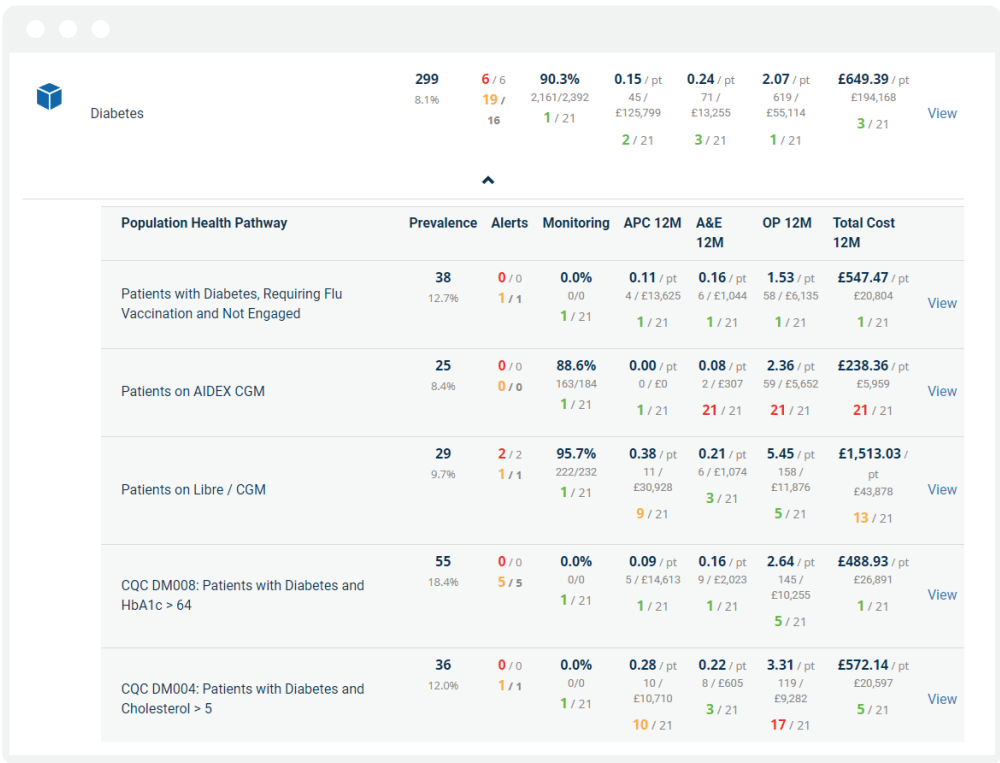 Diabetes
299
8.1%
6 / 6
19 /
16
90.3%
2,161/2,392
1 / 21
0.15 / pt
45 /
£125,799
2 / 21
0.24 / pt
71 /
£13,255
3 / 21
2.07 / pt
619 /
£55,114
1 / 21
£649.39 / pt
£194,168
3 / 21
View
Population Health Pathway
Prevalence
Alerts
Monitoring
APC 12M
A&E
12M
OP 12M
Total Cost
12M
Patients with Diabetes, Requiring Flu
Vaccination and Not Engaged
38
12.7%
0 / 0
1 / 1
0.0%
0/0
1 / 21
0.11 / pt
4 / £13,625
1 / 21
0.16 / pt
6 / £1,044
1 / 21
1.53 / pt
58 / £6,135
1 / 21
£547.47 / pt
£20,804
1 / 21
View
Patients on AIDEX CGM
25
8.4%
0 / 0
0 / 0
88.6%
163/184
1 / 21
0.00 / pt
0 / £0
1 / 21
0.08 / pt
2 / £307
21 / 21
2.36 / pt
59 / £5,652
21 / 21
£238.36 / pt
£5,959
21 / 21
View
Patients on Libre / CGM
29
9.7%
2 / 2
1 / 1
95.7%
222/232
1 / 21
0.38 / pt
11 /
£30,928
9 / 21
0.21 / pt
6 / £1,074
3 / 21
5.45 / pt
158 /
£11,876
5 / 21
£1,513.03 /
pt
£43,878
13 / 21
View
CQC DM008: Patients with Diabetes and
HbA1c > 64
55
18.4%
0 / 0
5 / 5
0.0%
0/0
1 / 21
0.09 / pt
5 / £14,613
1 / 21
0.16 / pt
9 / £2,023
1 / 21
2.64 / pt
145 /
£10,255
5 / 21
£488.93 / pt
£26,891
1 / 21
View
CQC DM004: Patients with Diabetes and
Cholesterol > 5
36
12.0%
0 / 0
1 / 1
0.0%
0/0
1 / 21
0.28 / pt
10 /
£10,710
10 / 21
0.22 / pt
8 / £605
3 / 21
3.31 / pt
119 /
£9,282
17 / 21
£572.14 / pt
£20,597
5 / 21
View